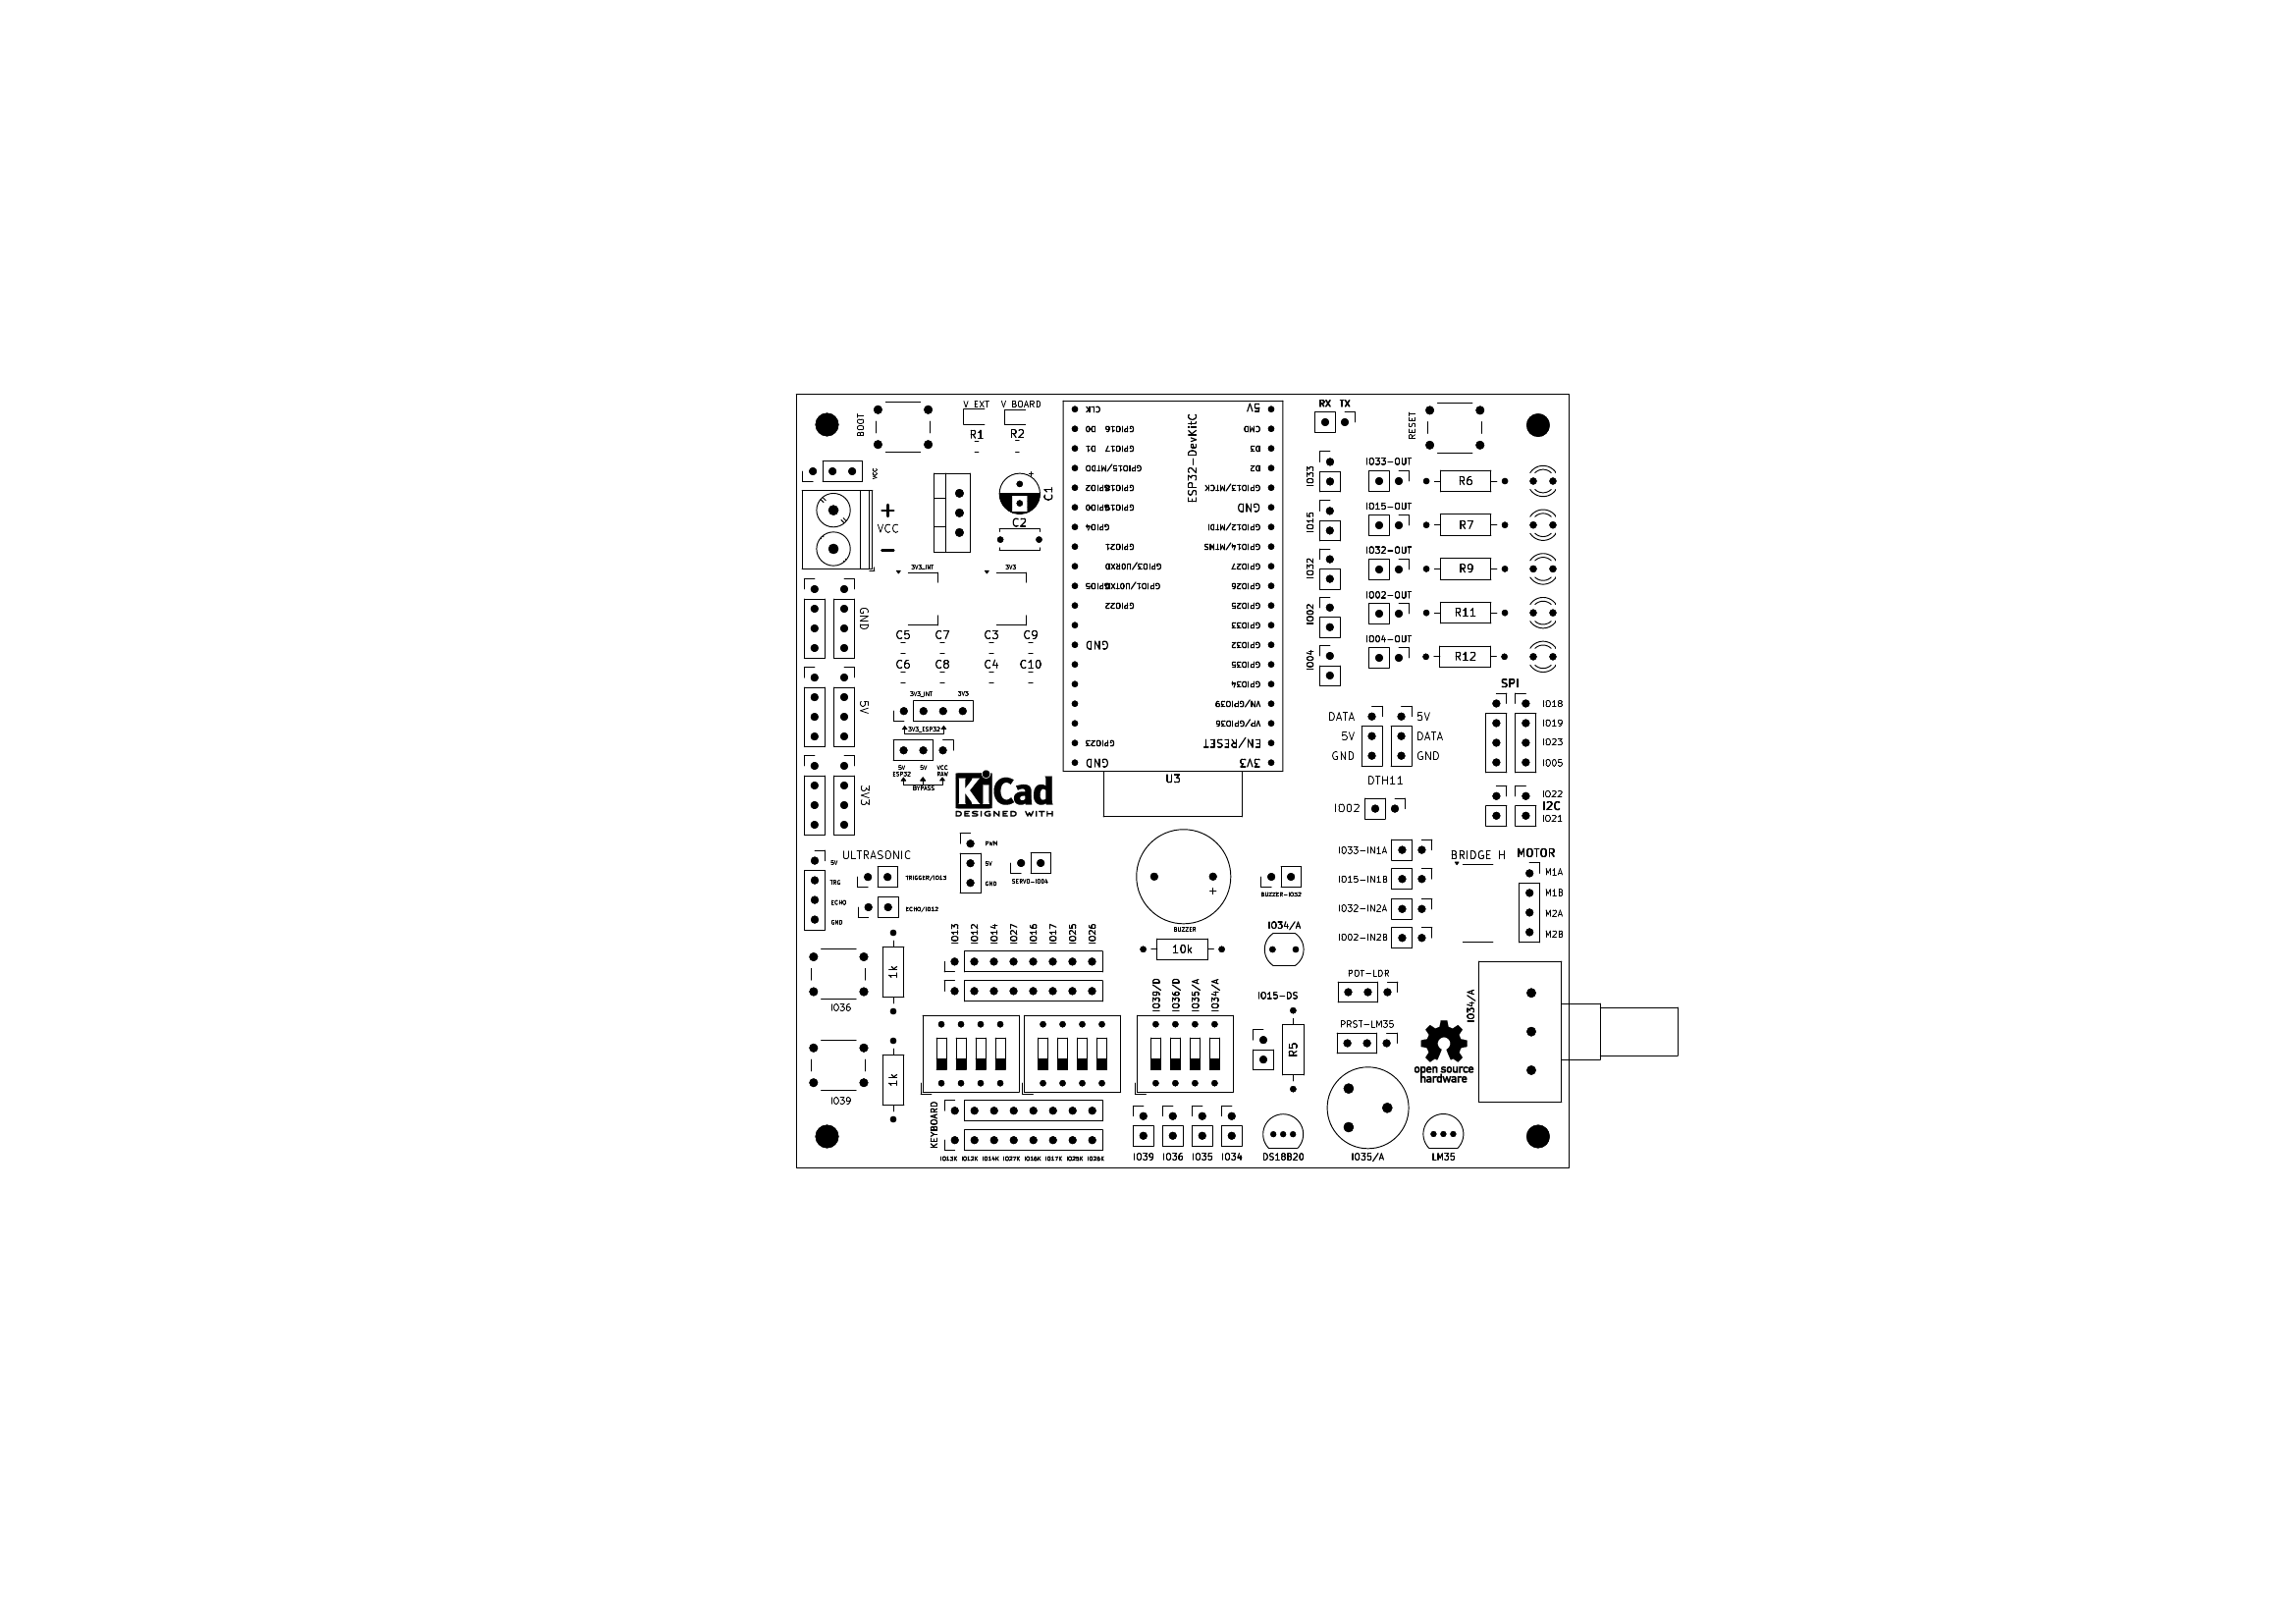 BOOT
V EXT
V BOARD
R1
R2
VCC
+
VCC
-
C1
+
C2
3V3_INT
3V3
GND
C5
C7
C3
C9
C6
C8
C4
C10
5V
3V3_INT
3V3
3V3_ESP32
5V ESP32
5V
VCC RAW
BYPASS
3V3
KiCad
DESIGNED WITH
ESP32-DevKitC
CLK
5V
D0
GPIO16
CMD
D1
GPIO17
D3
GPIO15/MTDO
D2
GPIO2
GPIO18
GPIO13/MTCK
GPIO0
GPIO19
GND
GPIO4
GPIO12/MTDI
GPIO21
GPIO14/MTMS
GPIO3/U0RXD
GPIO27
GPIO5
GPIO1/U0TXD
GPIO26
GPIO22
GPIO25
GPIO33
GND
GPIO32
GPIO35
GPIO34
VN/GPIO39
VP/GPIO36
GPIO23
EN/RESET
GND
3V3
U3
RX TX
RESET
IO33
IO33-OUT
R6
IO15
IO15-OUT
R7
IO32
IO32-OUT
R9
IO02
IO02-OUT
R11
IO04
IO04-OUT
R12
SPI
IO18
IO19
IO23
IO05
DATA
5V
5V
DATA
GND
GND
DTH11
IO02
IO22
I2C
IO21
ULTRASONIC
5V
TRG
ECHO
GND
TRIGGER/IO13
ECHO/IO12
PWM
5V
GND
SERVO-IO04
+
BUZZER
BUZZER-IO32
10k
IO34/A
IO33-IN1A
IO15-IN1B
IO32-IN2A
IO02-IN2B
BRIDGE H
MOTOR
M1A
M1B
M2A
M2B
1k
IO36
1k
IO39
IO13
IO12
IO14
IO27
IO16
IO17
IO25
IO26
KEYBOARD
IO13K
IO12K
IO14K
IO27K
IO16K
IO17K
IO25K
IO26K
IO39/D
IO36/D
IO35/A
IO34/A
IO39
IO36
IO35
IO34
IO15-DS
R5
DS18B20
POT-LDR
PRST-LM35
IO35/A
IO34/A
open source
hardware
LM35